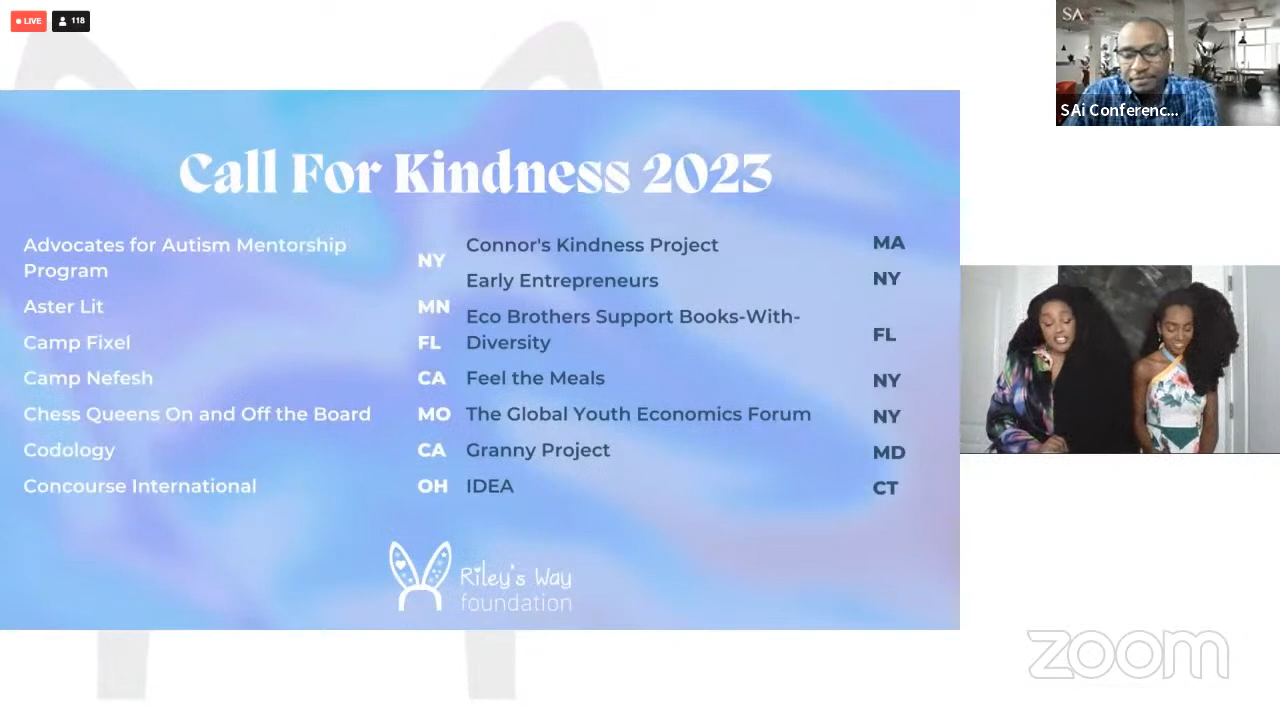 LIVE
118
SA
SAi Conferenc...
Call For Kindness 2023
Advocates for Autism Mentorship
Program
NY
Aster Lit MN
Camp Fixel FL
Camp Nefesh CA
Chess Queens On and Off the Board MO
Codology CA
Concourse International OH
Connor's Kindness Project MA
Early Entrepreneurs NY
Eco Brothers Support Books-With-
Diversity
FL
Feel the Meals NY
The Global Youth Economics Forum NY
Granny Project MD
IDEA CT
Riley's Way
foundation
zoom